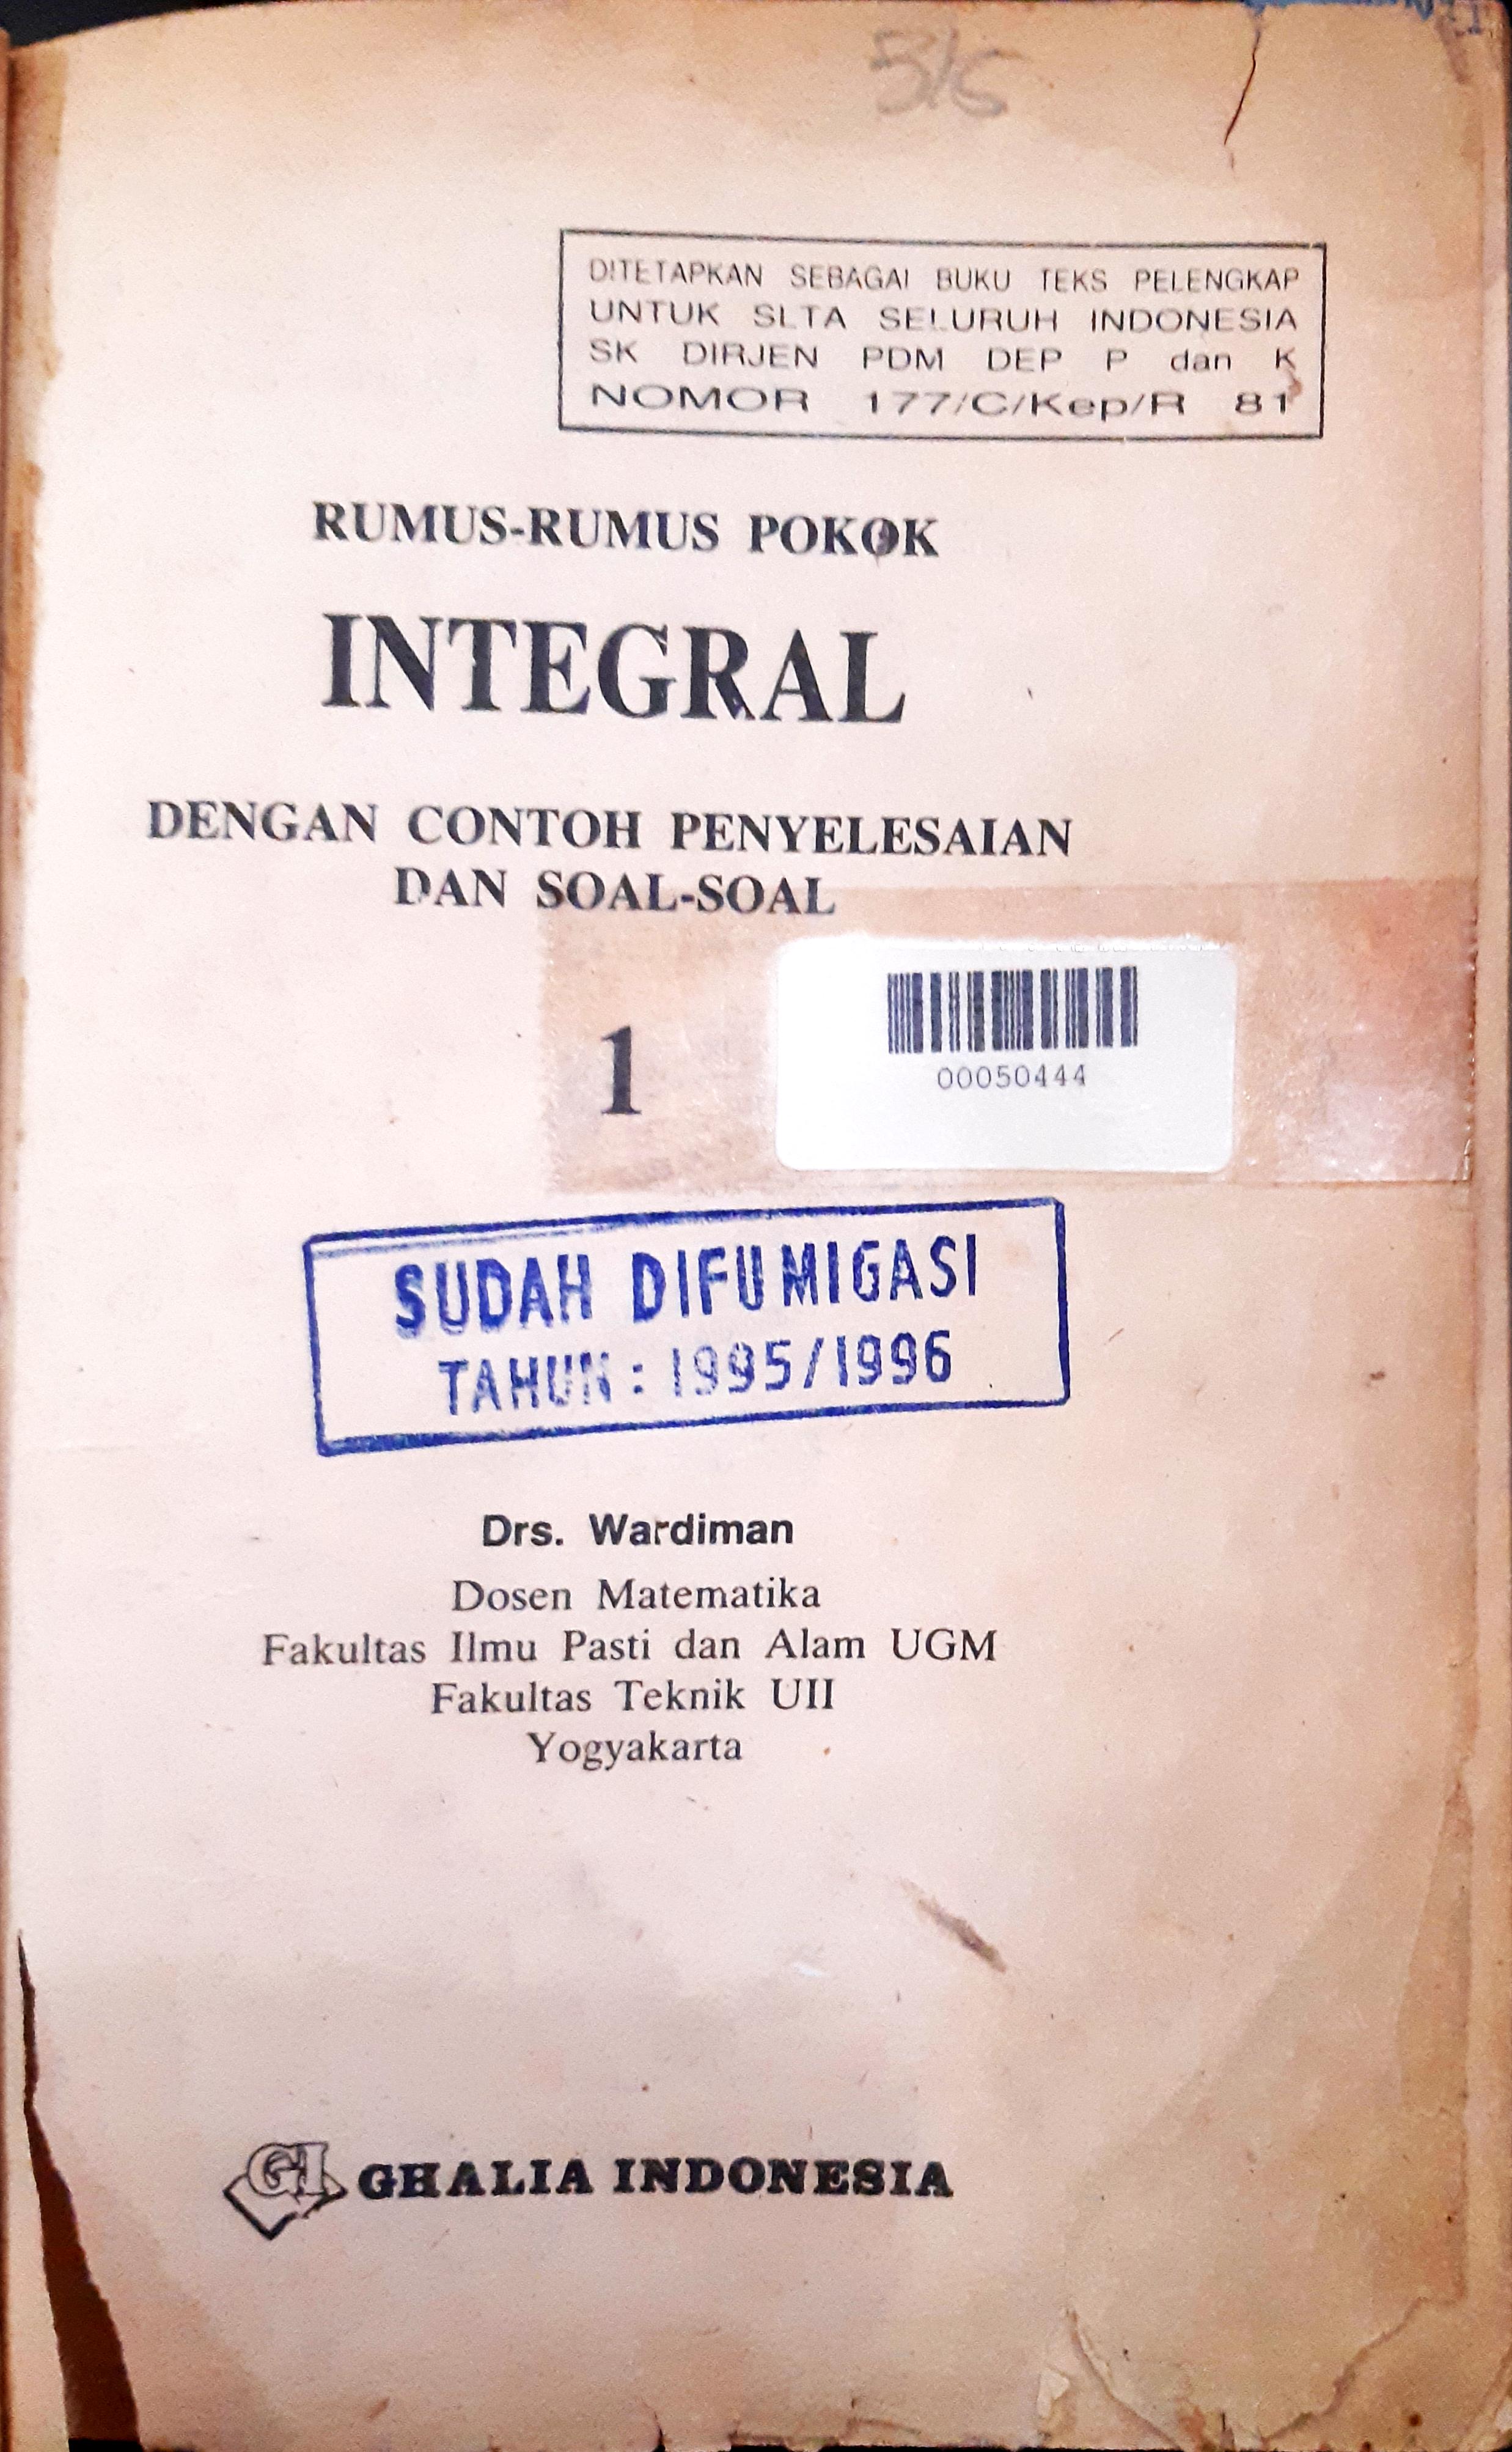 515
DITETAPKAN SEBAGAI BUKU TEKS PELENGKAP
UNTUK SLTA SELURUH INDONESIA
SK DIRJEN PDM DEP P dan K
NOMOR 177/C/Kep/R 81
RUMUS-RUMUS POKOK
INTEGRAL
DENGAN CONTOH PENYELESAIAN
DAN SOAL-SOAL
1
00050444
SUDAH DIFUMIGASI
TAHUN : 1995/1996
Drs. Wardiman
Dosen Matematika
Fakultas Ilmu Pasti dan Alam UGM
Fakultas Teknik UII
Yogyakarta
GI GHALIA INDONESIA